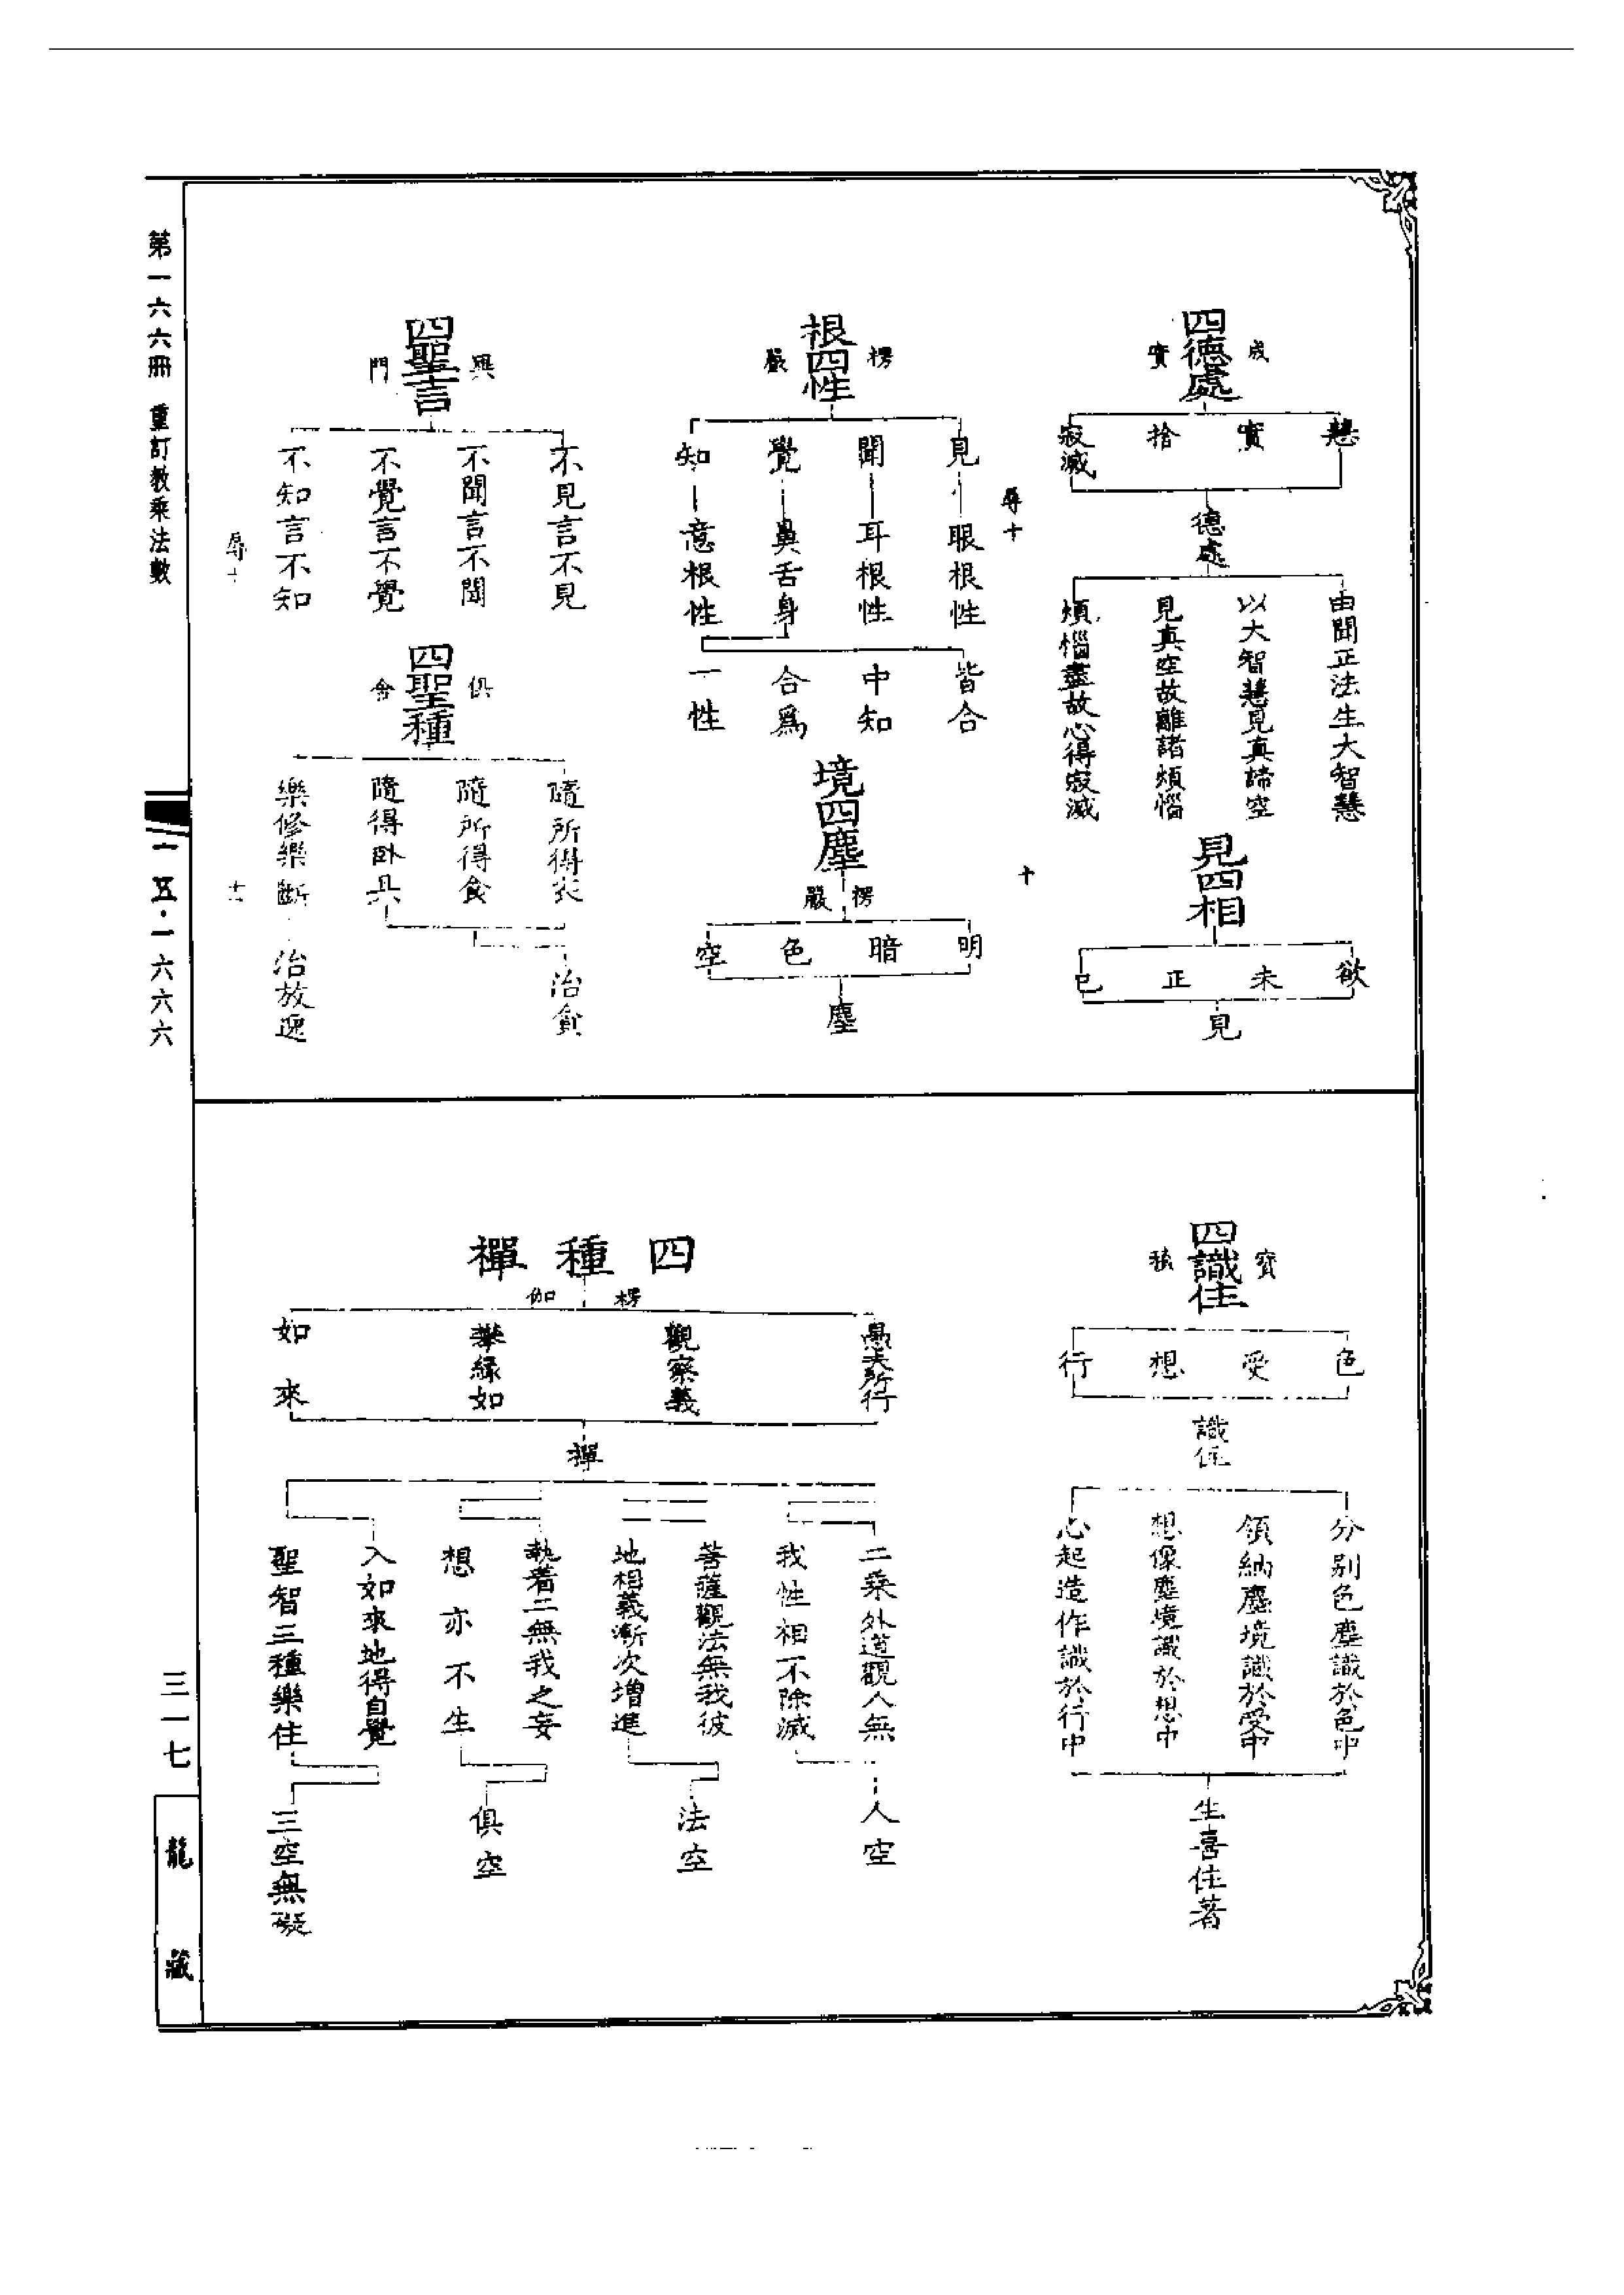 四德處
成
實
慧
實
捨
寂滅
德處
由聞正法生大智慧
以大智慧見真諦空
見真空故離諸煩惱
煩惱盡故心得寂滅
見四相
欲
未
正
已
見
辱十
十
根四性
楞
嚴
見
聞
覺
知
眼根性
耳根性
鼻舌身
意根性
皆合
中知
合爲
一性
境四塵
楞
嚴
明
暗
色
空
塵
四聖言
興
門
不見言不見
不聞言不聞
不覺言不覺
不知言不知
四聖種
俱
舍
隨所得衣
隨所得食
隨得臥具
樂修樂斷
治貪
治放逸
辱十
十一
四識住
寶
積
色
受
想
行
識住
分別色塵識於色中
領納塵境識於受中
想像塵境識於想中
心起造作識於行中
生喜住著
四種禪
楞
伽
愚夫所行
觀察義
攀緣如
如來
禪
二乘外道觀人無
我性相不除滅
菩薩觀法無我彼
地相義漸次增進
執著二無我之妄
想亦不生
入如來地得自覺
聖智三種樂住
人空
法空
俱空
三空無礙
第一六六冊 重訂教乘法數
一五·一六六六
三一七
龍藏